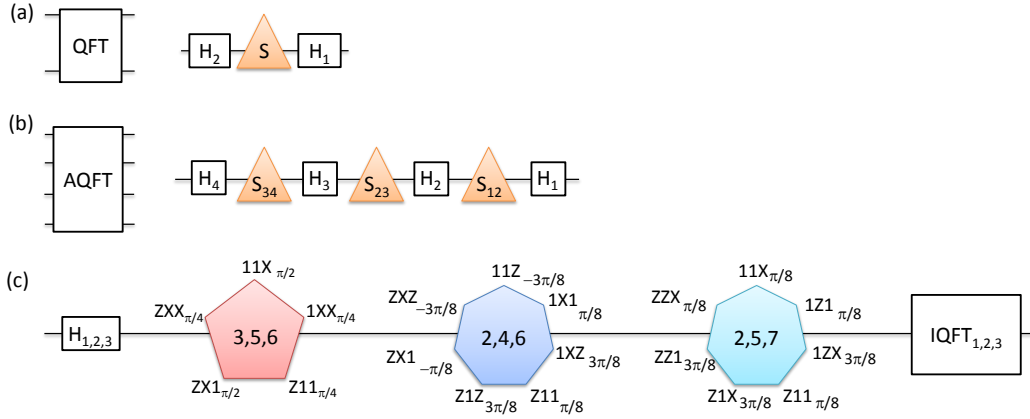 (a)
QFT
H₂ S H₁
(b)
AQFT
H₄ S₃₄ H₃ S₂₃ H₂ S₁₂ H₁
(c)
11X π/2
ZXX π/4
1XX π/4
3,5,6
ZX1 π/2
Z11 π/4
11Z −3π/8
ZXZ −3π/8
1X1 π/8
2,4,6
ZX1 −π/8
1XZ 3π/8
Z1Z 3π/8
Z11 π/8
11X π/8
ZZX π/8
1Z1 π/8
2,5,7
ZZ1 3π/8
1ZX 3π/8
Z1X 3π/8
Z11 π/8
H₁,₂,₃
IQFT₁,₂,₃